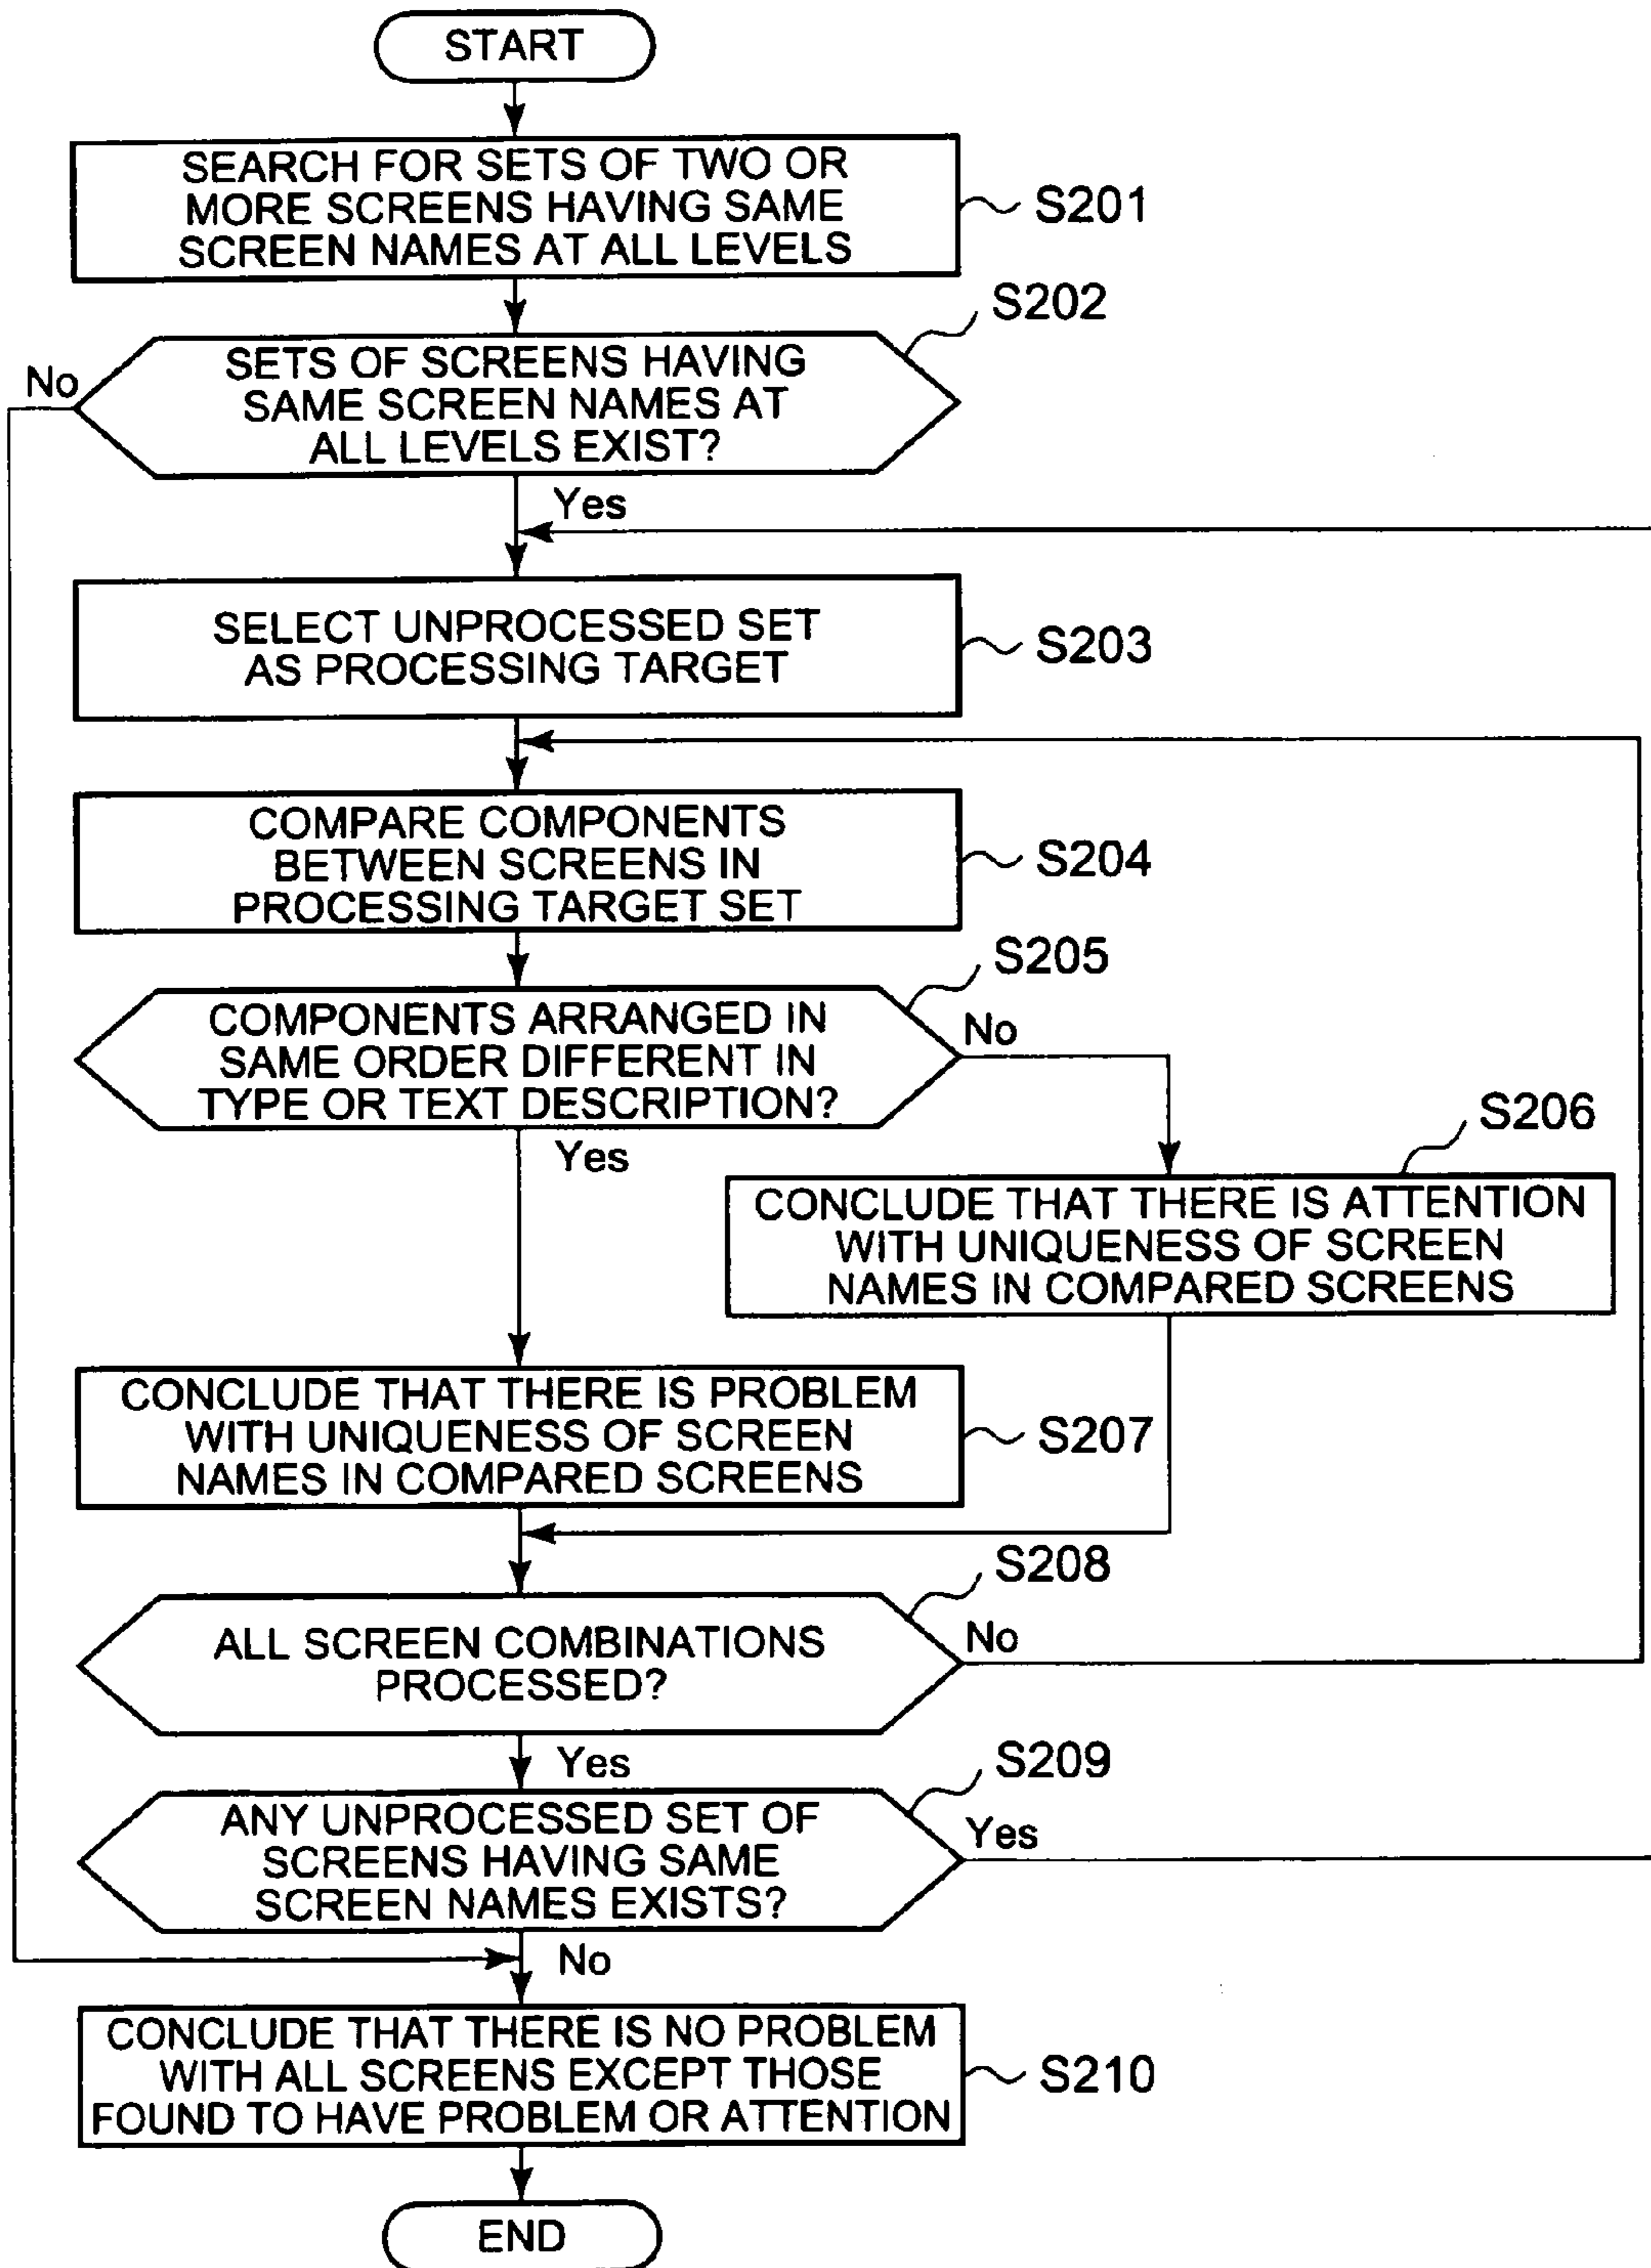 START
SEARCH FOR SETS OF TWO OR
MORE SCREENS HAVING SAME
SCREEN NAMES AT ALL LEVELS
S201
S202
SETS OF SCREENS HAVING
SAME SCREEN NAMES AT
ALL LEVELS EXIST?
No
Yes
SELECT UNPROCESSED SET
AS PROCESSING TARGET
S203
COMPARE COMPONENTS
BETWEEN SCREENS IN
PROCESSING TARGET SET
S204
S205
COMPONENTS ARRANGED IN
SAME ORDER DIFFERENT IN
TYPE OR TEXT DESCRIPTION?
No
Yes
S206
CONCLUDE THAT THERE IS ATTENTION
WITH UNIQUENESS OF SCREEN
NAMES IN COMPARED SCREENS
CONCLUDE THAT THERE IS PROBLEM
WITH UNIQUENESS OF SCREEN
NAMES IN COMPARED SCREENS
S207
S208
ALL SCREEN COMBINATIONS
PROCESSED?
No
Yes
S209
ANY UNPROCESSED SET OF
SCREENS HAVING SAME
SCREEN NAMES EXISTS?
Yes
No
CONCLUDE THAT THERE IS NO PROBLEM
WITH ALL SCREENS EXCEPT THOSE
FOUND TO HAVE PROBLEM OR ATTENTION
S210
END